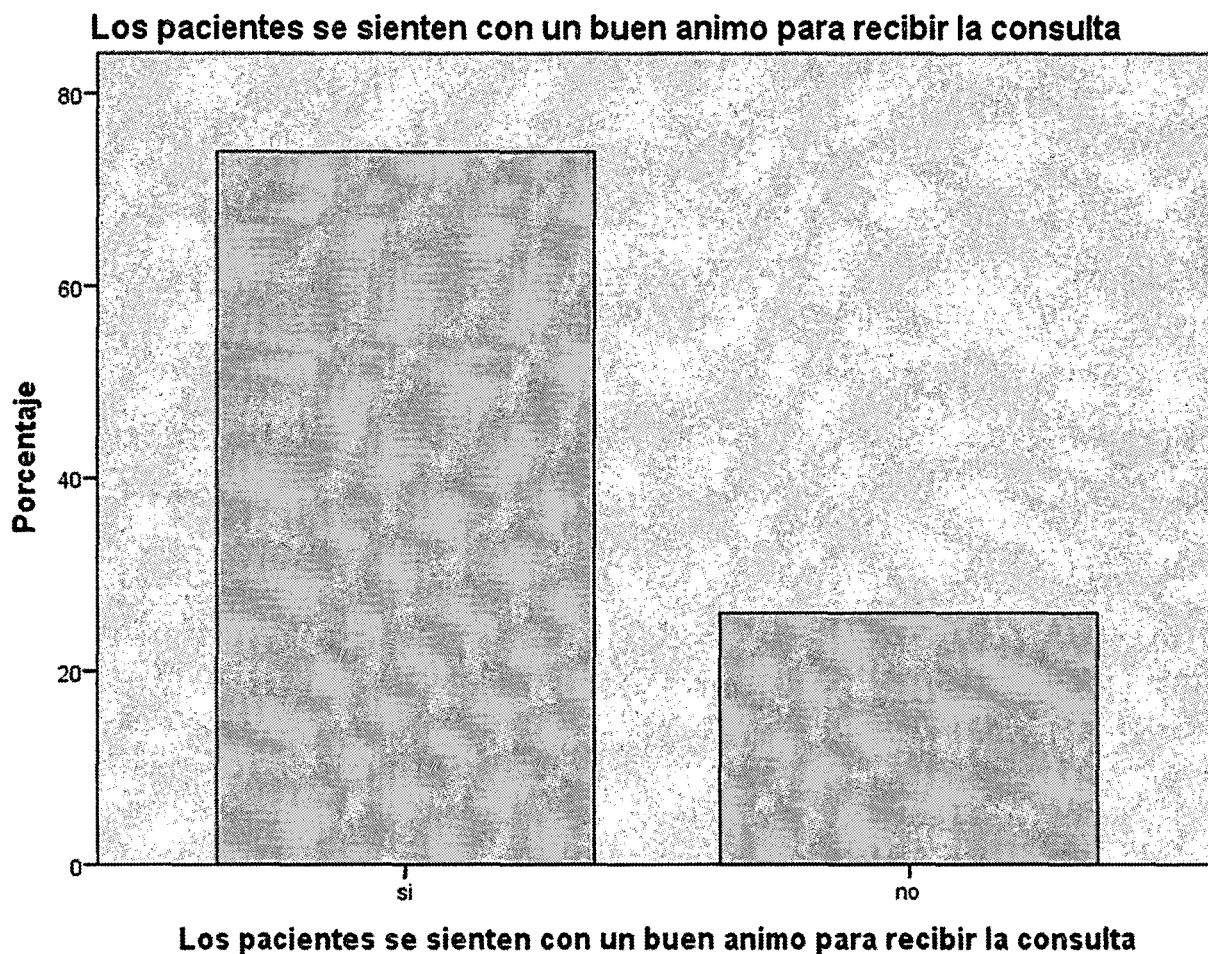 Los pacientes se sienten con un buen animo para recibir la consulta
80
60
40
20
0
Porcentaje
si
no
Los pacientes se sienten con un buen animo para recibir la consulta